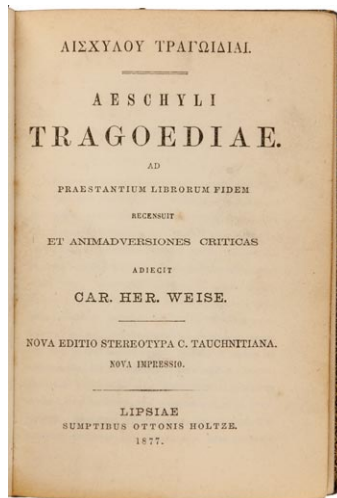 ΑΙΣΧΥΛΟΥ ΤΡΑΓΩΙΔΙΑΙ.
AESCHYLI
TRAGOEDIAE.
AD
PRAESTANTIUM LIBRORUM FIDEM
RECENSUIT
ET ANIMADVERSIONES CRITICAS
ADIECIT
CAR. HER. WEISE.
NOVA EDITIO STEREOTYPA C. TAUCHNITIANA.
NOVA IMPRESSIO.
LIPSIAE
SUMPTIBUS OTTONIS HOLTZE.
1877.